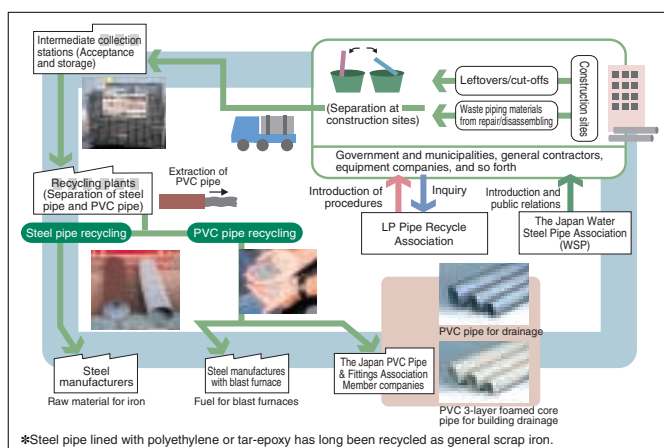 Intermediate collection
stations (Acceptance
and storage)
(Separation at
construction sites)
Leftovers/cut-offs
Waste piping materials
from repair/disassembling
Construction sites
Government and municipalities, general contractors,
equipment companies, and so forth
Introduction of
procedures
Inquiry
Introduction and
public relations
LP Pipe Recycle
Association
The Japan Water
Steel Pipe Association
(WSP)
Recycling plants
(Separation of steel
pipe and PVC pipe)
Extraction of
PVC pipe
Steel pipe recycling
PVC pipe recycling
Steel
manufacturers
Raw material for iron
Steel manufactures
with blast furnace
Fuel for blast furnaces
The Japan PVC Pipe
& Fittings Association
Member companies
PVC pipe for drainage
PVC 3-layer foamed core
pipe for building drainage
*Steel pipe lined with polyethylene or tar-epoxy has long been recycled as general scrap iron.